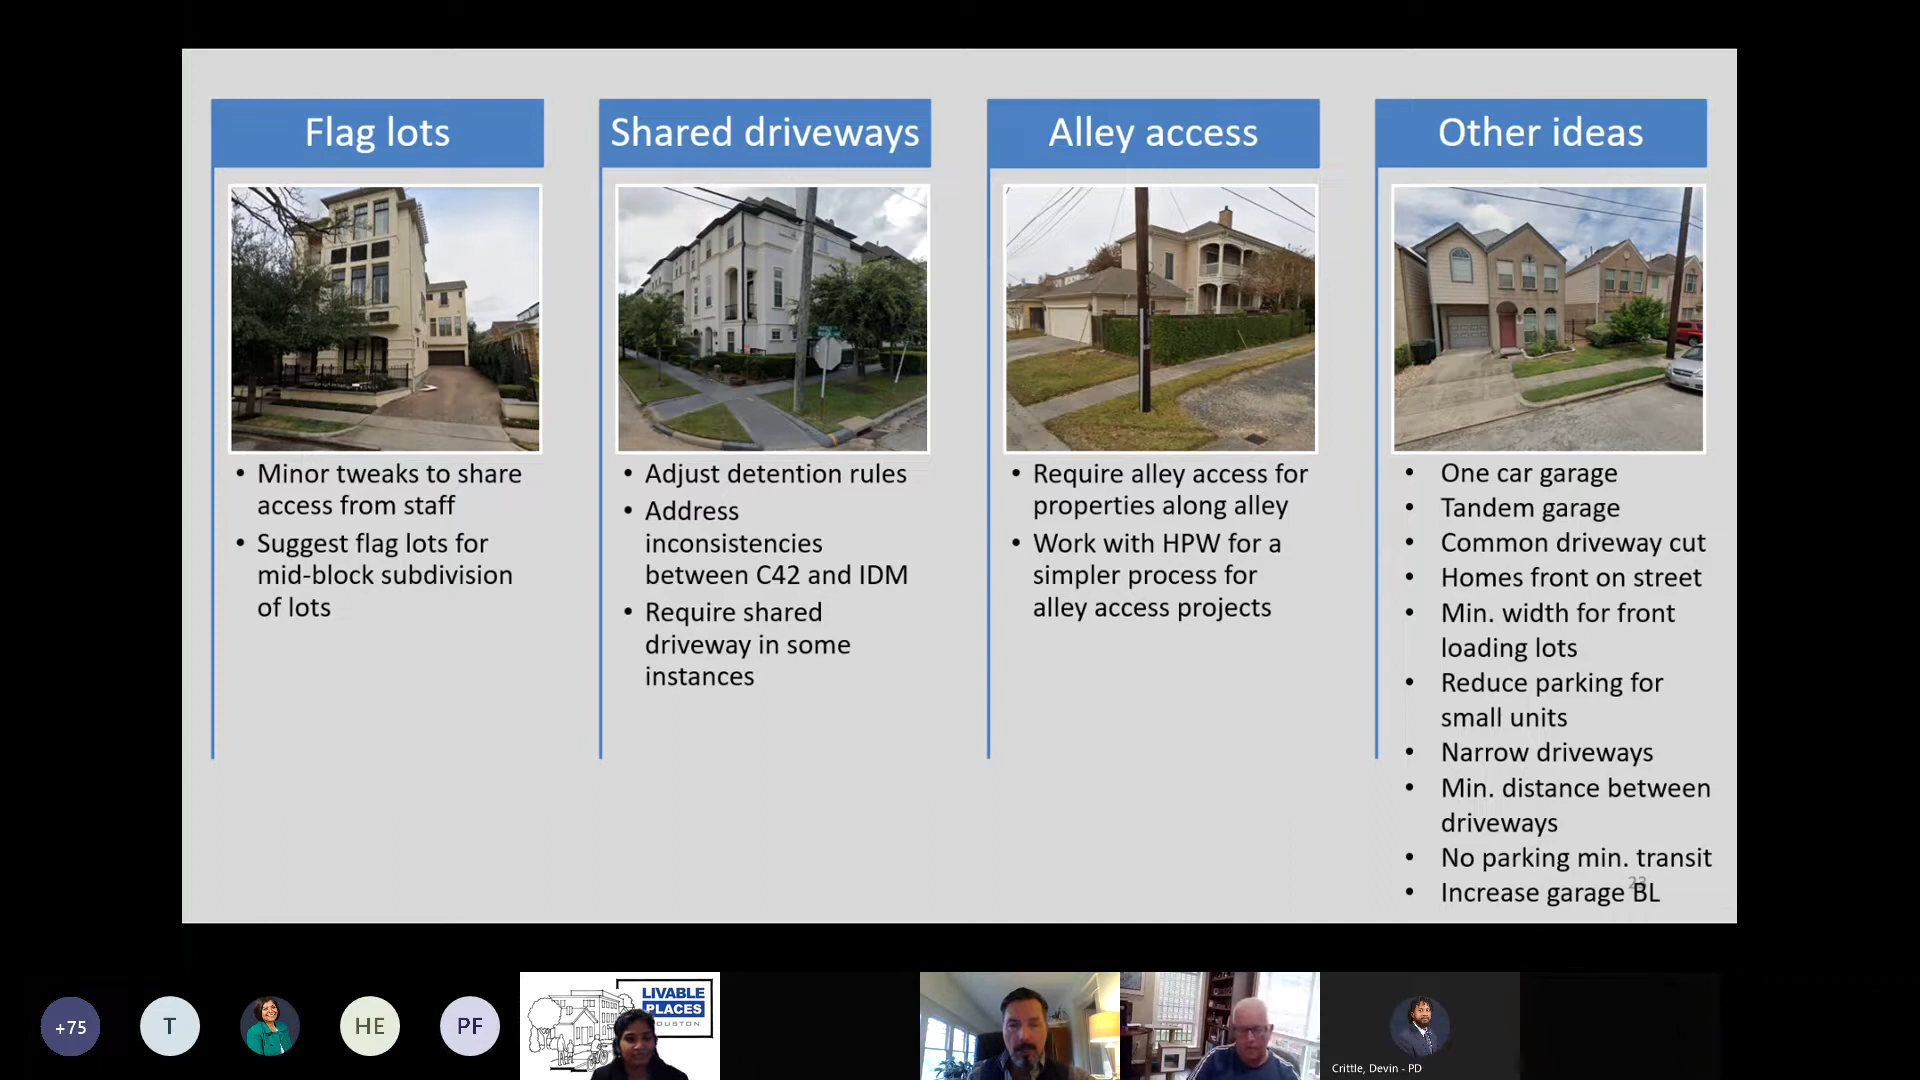 Flag lots
Minor tweaks to share
access from staff
Suggest flag lots for
mid-block subdivision
of lots
Shared driveways
Adjust detention rules
Address
inconsistencies
between C42 and IDM
Require shared
driveway in some
instances
Alley access
Require alley access for
properties along alley
Work with HPW for a
simpler process for
alley access projects
Other ideas
One car garage
Tandem garage
Common driveway cut
Homes front on street
Min. width for front
loading lots
Reduce parking for
small units
Narrow driveways
Min. distance between
driveways
No parking min. transit
Increase garage BL
23
+75
T
HE
PF
LIVABLE
PLACES
HOUSTON
Crittle, Devin - PD